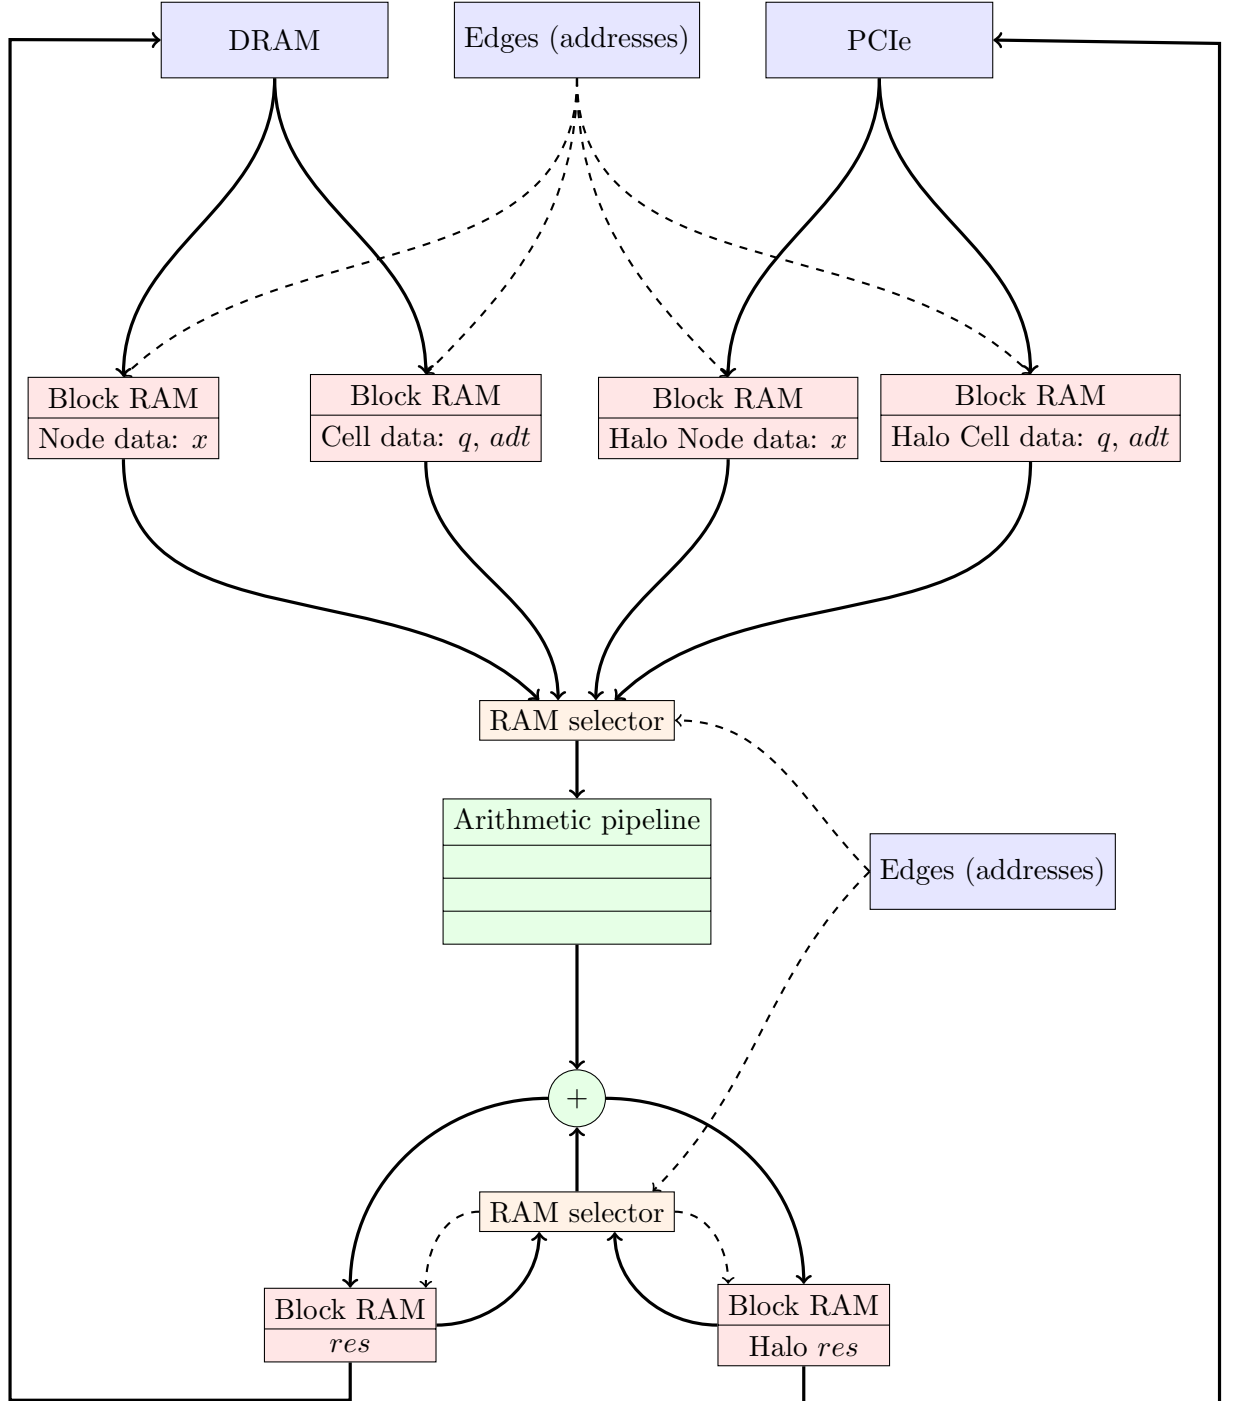 DRAM
Edges (addresses)
PCIe
Block RAM
Node data: x
Block RAM
Cell data: q, adt
Block RAM
Halo Node data: x
Block RAM
Halo Cell data: q, adt
RAM selector
Arithmetic pipeline
Edges (addresses)
+
RAM selector
Block RAM
res
Block RAM
Halo res